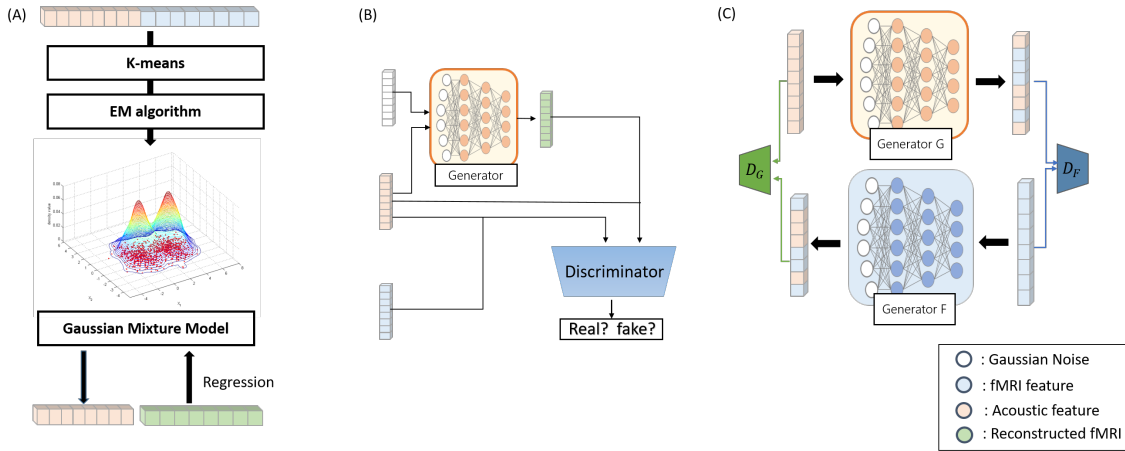 (A)
K-means
EM algorithm
Gaussian Mixture Model
Regression
(B)
Generator
Discriminator
Real? fake?
(C)
Generator G
D_G
D_F
Generator F
: Gaussian Noise
: fMRI feature
: Acoustic feature
: Reconstructed fMRI